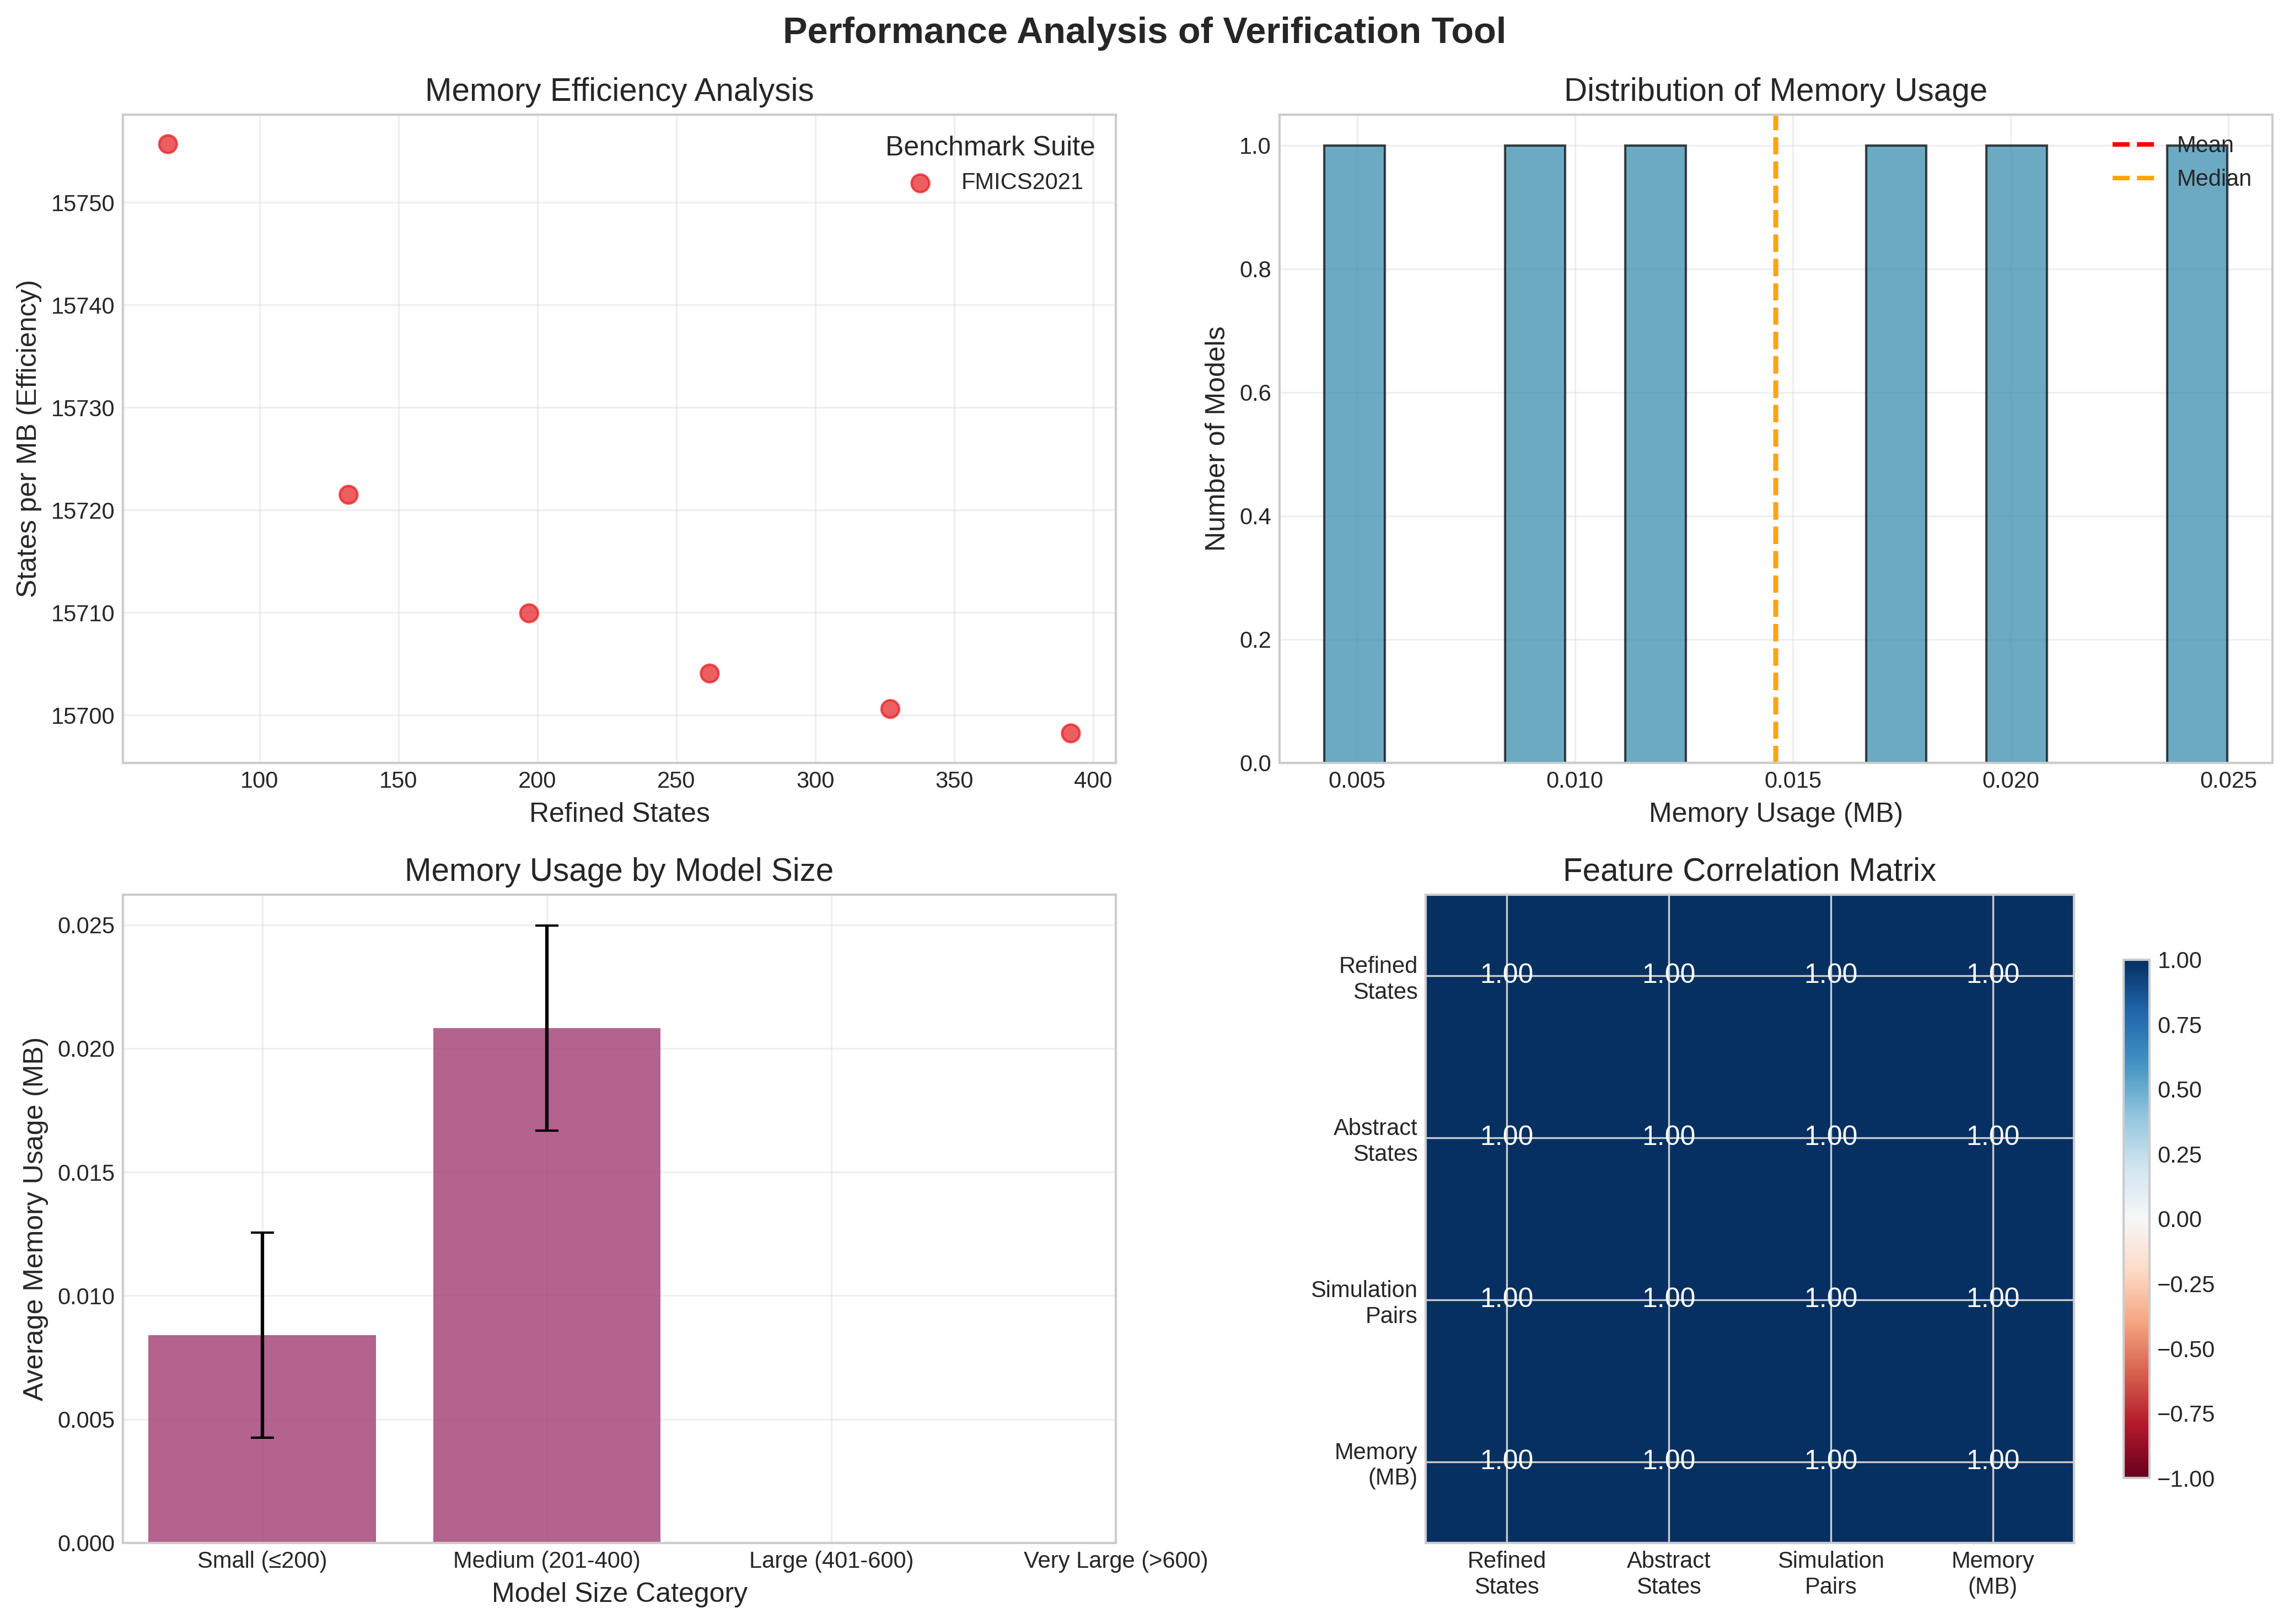 Performance Analysis of Verification Tool
Memory Efficiency Analysis
States per MB (Efficiency)
15750
15740
15730
15720
15710
15700
Benchmark Suite
FMICS2021
100 150 200 250 300 350 400
Refined States
Distribution of Memory Usage
Number of Models
1.0
0.8
0.6
0.4
0.2
0.0
Mean
Median
0.005 0.010 0.015 0.020 0.025
Memory Usage (MB)
Memory Usage by Model Size
Average Memory Usage (MB)
0.025
0.020
0.015
0.010
0.005
0.000
Small (≤200) Medium (201-400) Large (401-600) Very Large (>600)
Model Size Category
Feature Correlation Matrix
Refined
States
1.00 1.00 1.00 1.00
Abstract
States
1.00 1.00 1.00 1.00
Simulation
Pairs
1.00 1.00 1.00 1.00
Memory
(MB)
1.00 1.00 1.00 1.00
Refined
States
Abstract
States
Simulation
Pairs
Memory
(MB)
1.00
0.75
0.50
0.25
0.00
−0.25
−0.50
−0.75
−1.00